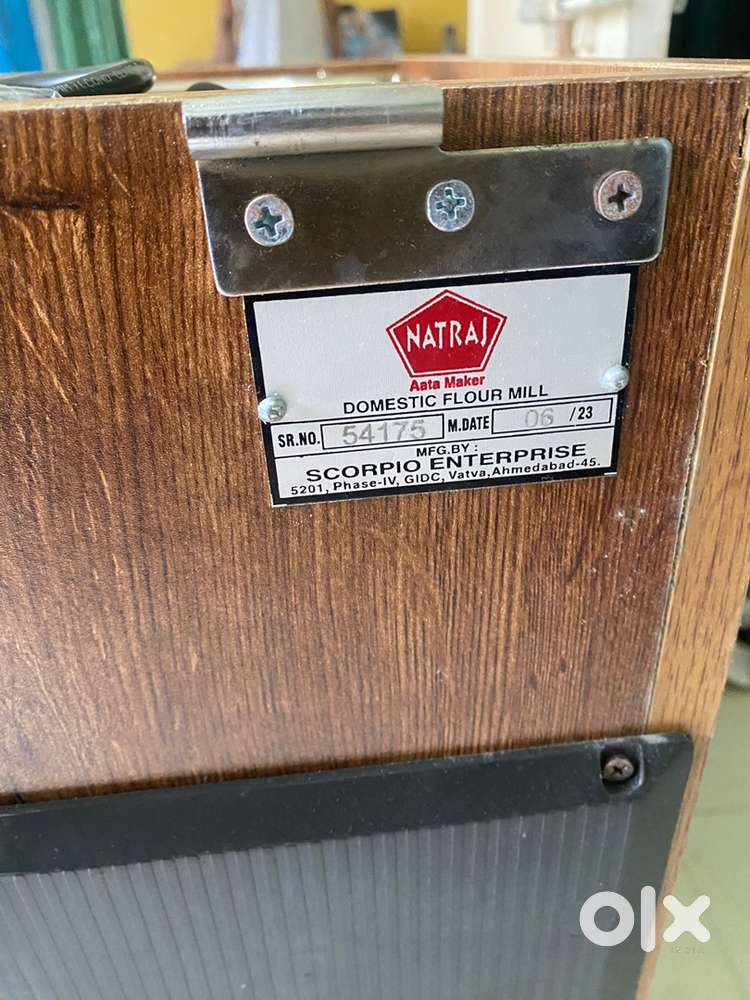 NATRAJ
Aata Maker
DOMESTIC FLOUR MILL
SR.NO. 54175 M.DATE 06 /23
MFG.BY :
SCORPIO ENTERPRISE
5201, Phase-IV, GIDC, Vatva, Ahmedabad-45.
olx